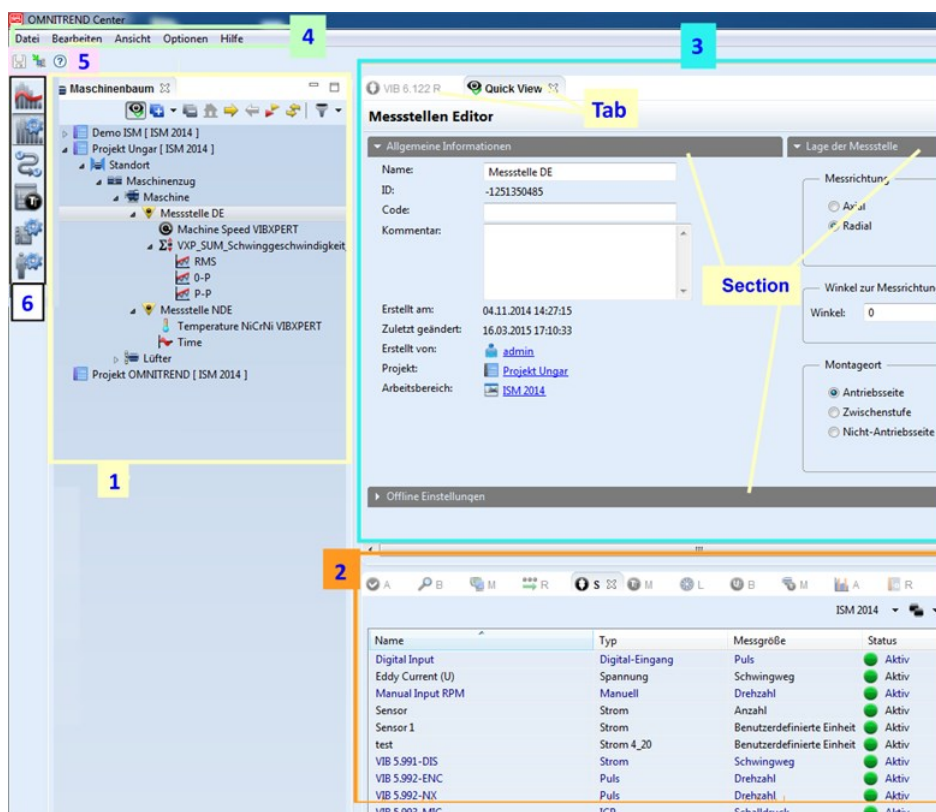 OMNITREND Center
Datei Bearbeiten Ansicht Optionen Hilfe
4
5
3
Maschinenbaum
VIB 6.122 R
Quick View
Tab
Messstellen Editor
Demo ISM [ ISM 2014 ]
Projekt Ungar [ ISM 2014 ]
Standort
Maschinenzug
Maschine
Messstelle DE
Machine Speed VIBXPERT
VXP_SUM_Schwinggeschwindigkeit
RMS
0-P
P-P
Messstelle NDE
Temperature NiCrNi VIBXPERT
Time
Lüfter
Projekt OMNITREND [ ISM 2014 ]
6
1
Allgemeine Informationen
Name: Messstelle DE
ID: -1251350485
Code:
Kommentar:
Erstellt am: 04.11.2014 14:27:15
Zuletzt geändert: 16.03.2015 17:10:33
Erstellt von: admin
Projekt: Projekt Ungar
Arbeitsbereich: ISM 2014
Section
Lage der Messstelle
Messrichtung
Axial
Radial
Winkel zur Messrichtun
Winkel: 0
Montageort
Antriebsseite
Zwischenstufe
Nicht-Antriebsseite
Offline Einstellungen
2
A B M R S M L B M A R
ISM 2014
Name Typ Messgröße Status
Digital Input Digital-Eingang Puls Aktiv
Eddy Current (U) Spannung Schwingweg Aktiv
Manual Input RPM Manuell Drehzahl Aktiv
Sensor Strom Anzahl Aktiv
Sensor 1 Strom Benutzerdefinierte Einheit Aktiv
test Strom 4_20 Benutzerdefinierte Einheit Aktiv
VIB 5.991-DIS Strom Schwingweg Aktiv
VIB 5.992-ENC Puls Drehzahl Aktiv
VIB 5.992-NX Puls Drehzahl Aktiv
VIB 5.993-MIC ICP Schalldruck Aktiv